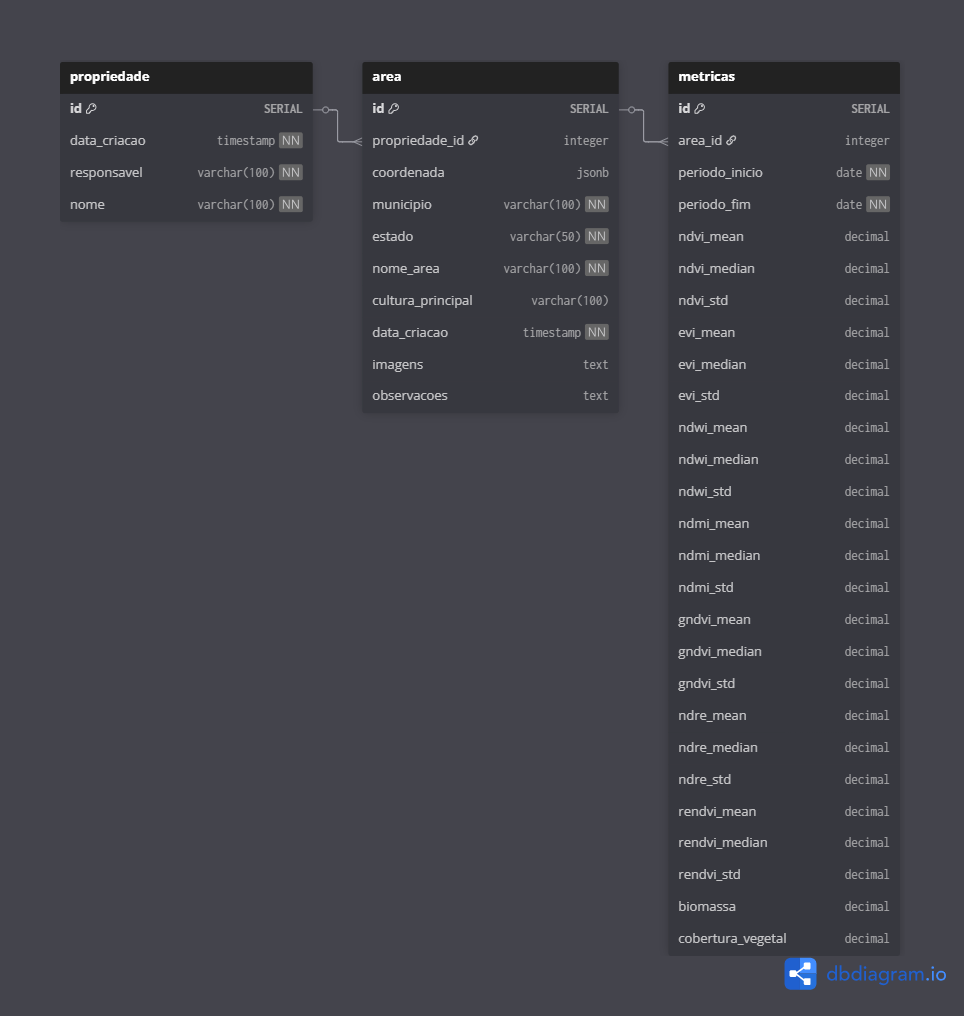 propriedade
id SERIAL
data_criacao timestamp NN
responsavel varchar(100) NN
nome varchar(100) NN
area
id SERIAL
propriedade_id integer
coordenada jsonb
municipio varchar(100) NN
estado varchar(50) NN
nome_area varchar(100) NN
cultura_principal varchar(100)
data_criacao timestamp NN
imagens text
observacoes text
metricas
id SERIAL
area_id integer
periodo_inicio date NN
periodo_fim date NN
ndvi_mean decimal
ndvi_median decimal
ndvi_std decimal
evi_mean decimal
evi_median decimal
evi_std decimal
ndwi_mean decimal
ndwi_median decimal
ndwi_std decimal
ndmi_mean decimal
ndmi_median decimal
ndmi_std decimal
gndvi_mean decimal
gndvi_median decimal
gndvi_std decimal
ndre_mean decimal
ndre_median decimal
ndre_std decimal
rendvi_mean decimal
rendvi_median decimal
rendvi_std decimal
biomassa decimal
cobertura_vegetal decimal
dbdiagram.io